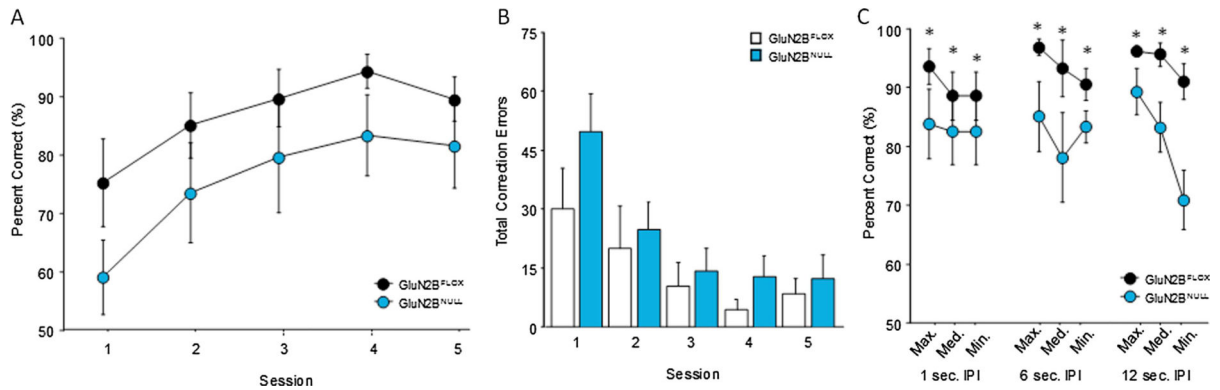 A
Percent Correct (%)
100
90
80
70
60
50
1 2 3 4 5
Session
GluN2BFLOX
GluN2BNULL
B
Total Correction Errors
75
60
45
30
15
0
1 2 3 4 5
Session
GluN2BFLOX
GluN2BNULL
C
Percent Correct (%)
100
90
80
70
60
50
* * * * * * * * *
GluN2BFLOX
GluN2BNULL
Max. Med. Min. Max. Med. Min. Max. Med. Min.
1 sec. IPI 6 sec. IPI 12 sec. IPI